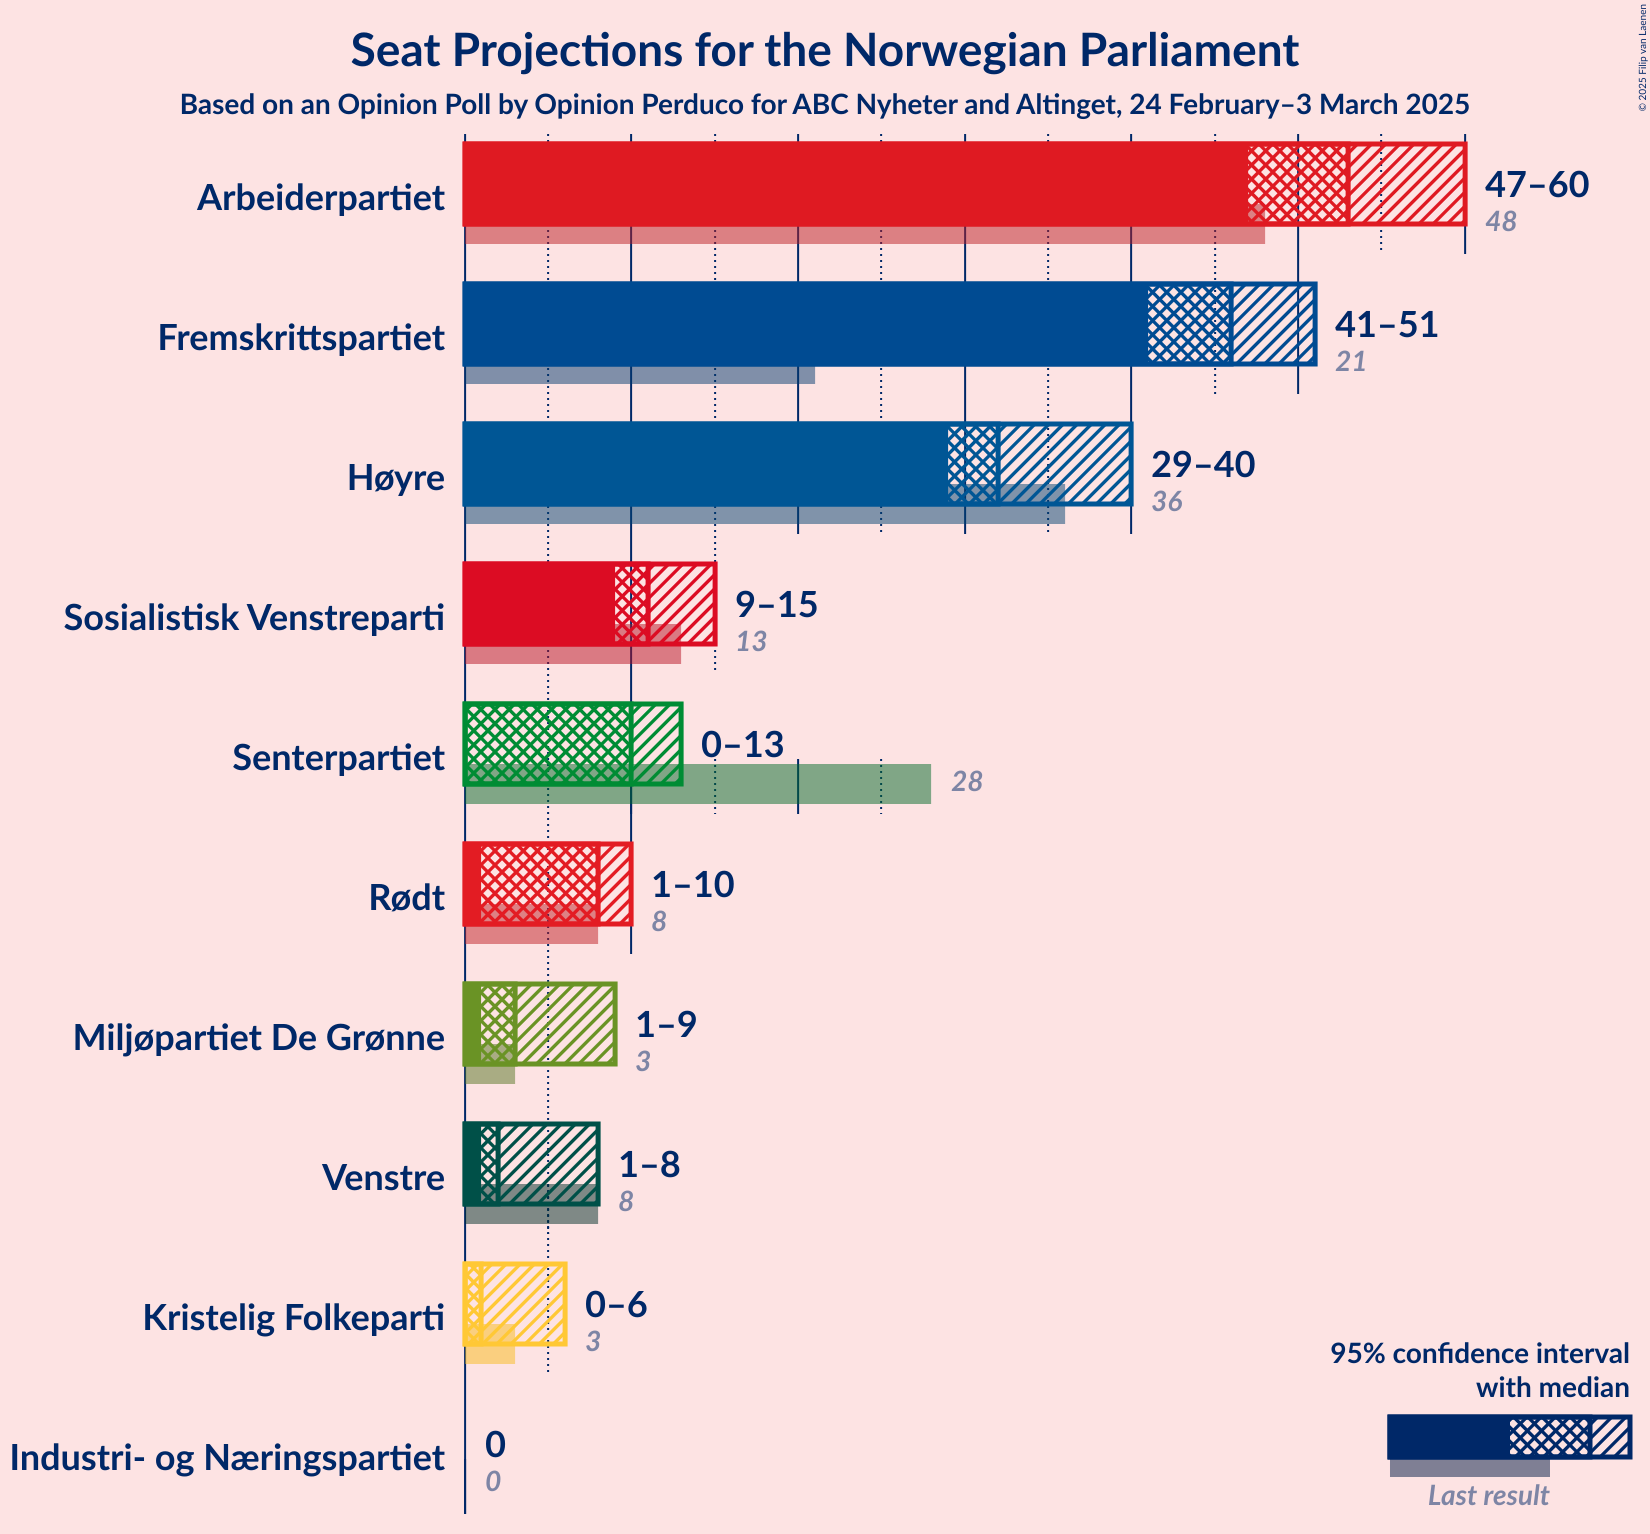 Seat Projections for the Norwegian Parliament
Based on an Opinion Poll by Opinion Perduco for ABC Nyheter and Altinget, 24 February–3 March 2025
© 2025 Filip van Laenen
Arbeiderpartiet
47–60
48
Fremskrittspartiet
41–51
21
Høyre
29–40
36
Sosialistisk Venstreparti
9–15
13
Senterpartiet
0–13
28
Rødt
1–10
8
Miljøpartiet De Grønne
1–9
3
Venstre
1–8
8
Kristelig Folkeparti
0–6
3
Industri- og Næringspartiet
0
0
95% confidence interval
with median
Last result